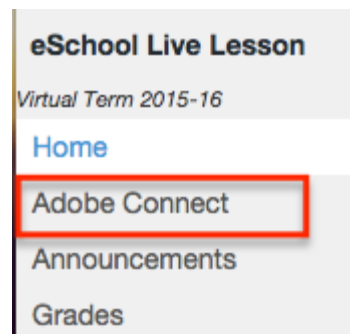 eSchool Live Lesson
Virtual Term 2015-16
Home
Adobe Connect
Announcements
Grades